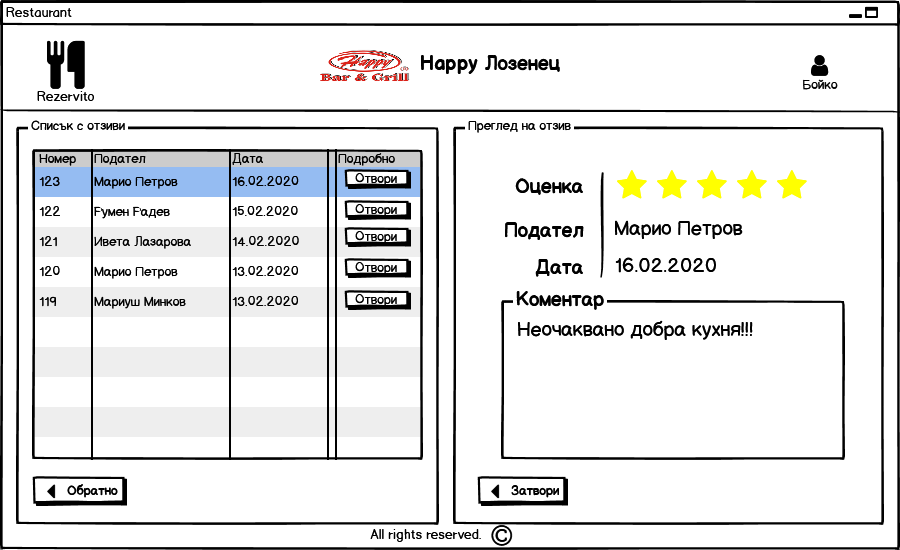 Restaurant
Rezervito
Happy
Bar & Grill
Happy Лозенец
Бойко
Списък с отзиви
Номер Подател Дата Подробно
123 Марио Петров 16.02.2020 Отвори
122 Румен Радев 15.02.2020 Отвори
121 Ивета Лазарова 14.02.2020 Отвори
120 Марио Петров 13.02.2020 Отвори
119 Мариуш Минков 13.02.2020 Отвори
Обратно
Преглед на отзив
Оценка
Подател Марио Петров
Дата 16.02.2020
Коментар
Неочаквано добра кухня!!!
Затвори
All rights reserved. ©